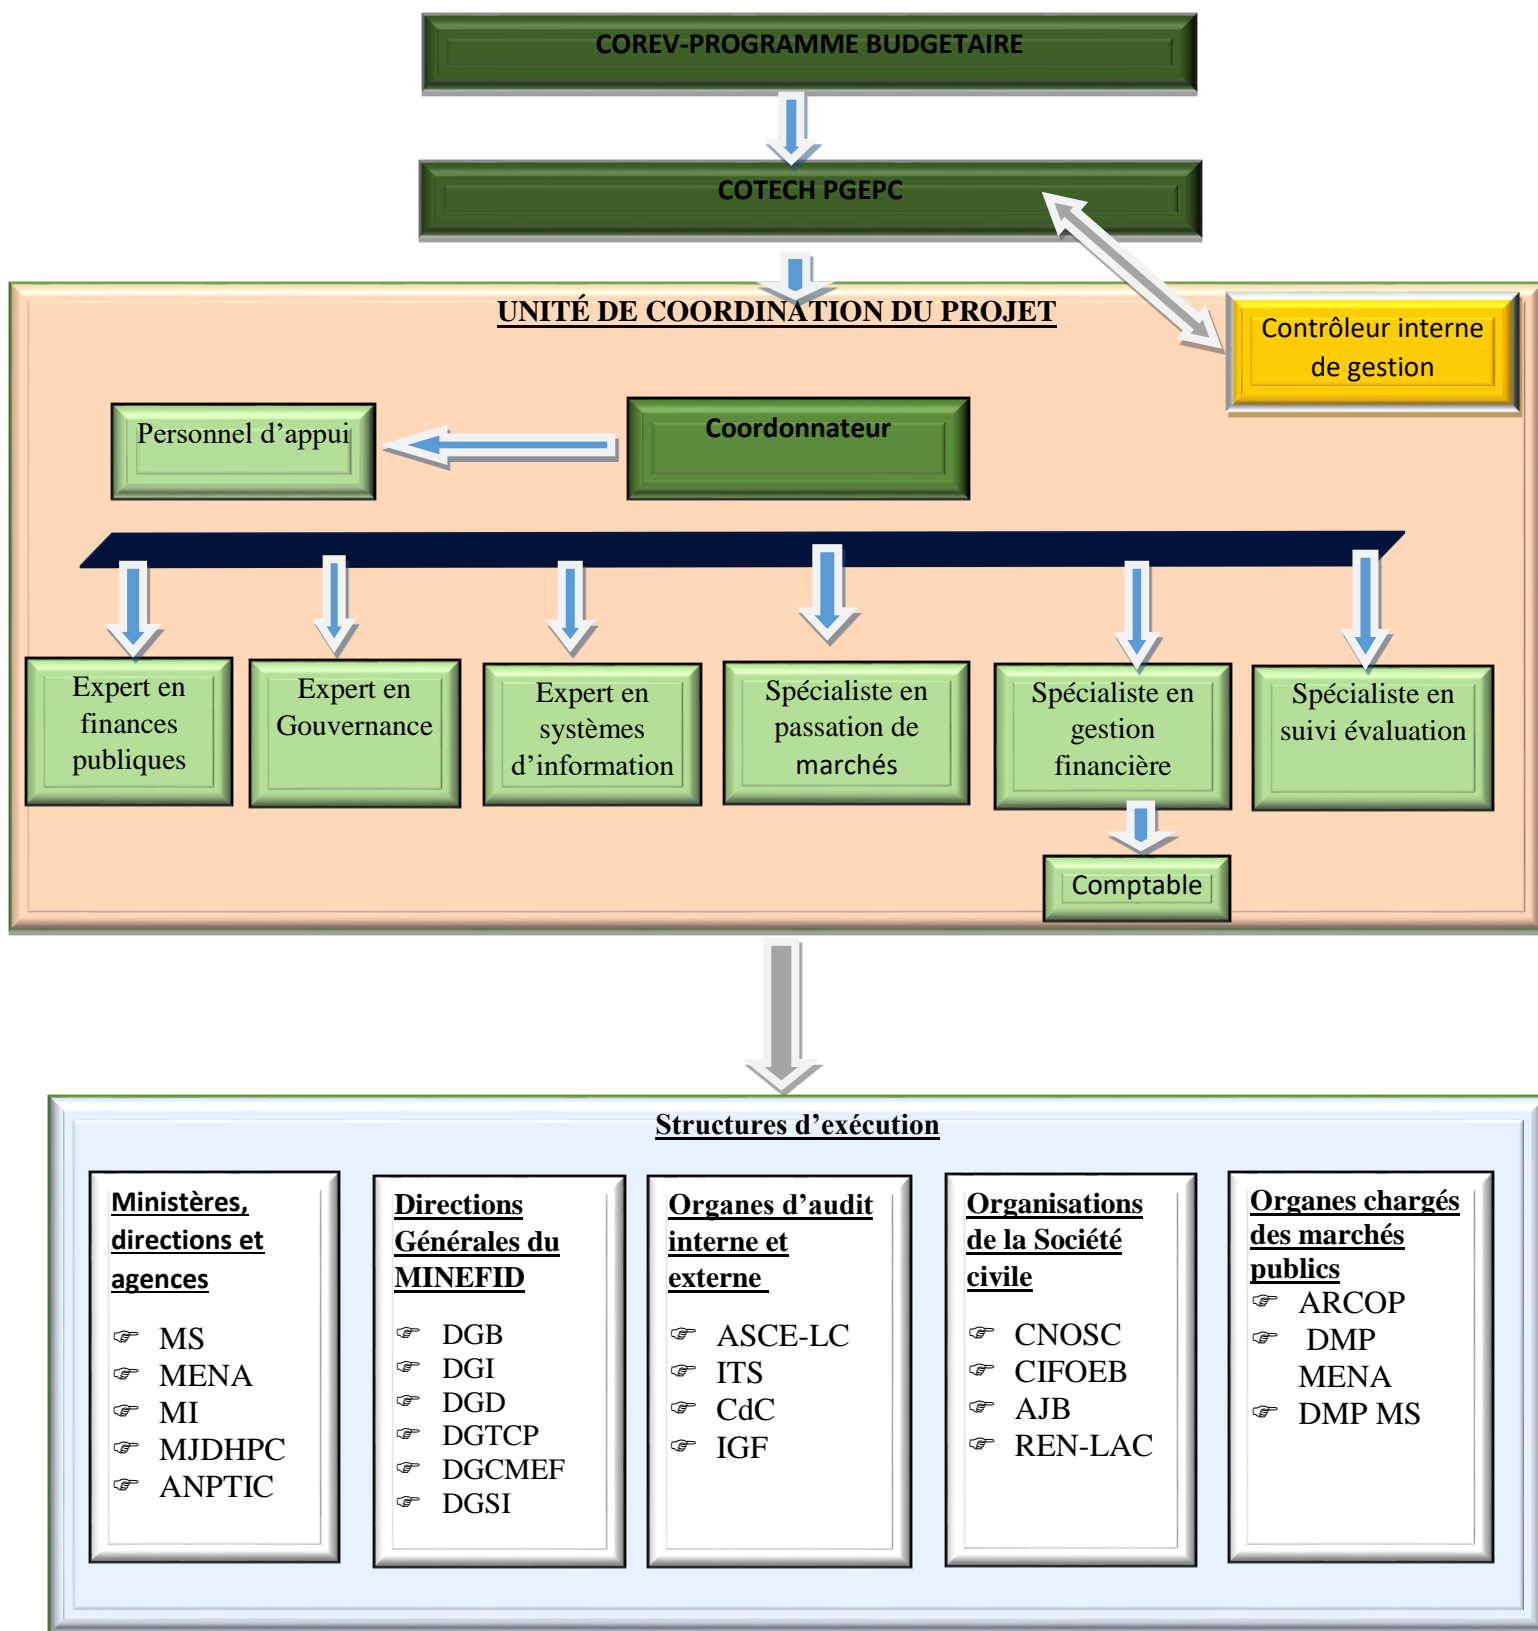 COREV-PROGRAMME BUDGETAIRE
COTECH PGEPC
UNITÉ DE COORDINATION DU PROJET
Contrôleur interne
de gestion
Personnel d’appui
Coordonnateur
Expert en
finances
publiques
Expert en
Gouvernance
Expert en
systèmes
d’information
Spécialiste en
passation de
marchés
Spécialiste en
gestion
financière
Spécialiste en
suivi évaluation
Comptable
Structures d’exécution
Ministères,
directions et
agences
☞ MS
☞ MENA
☞ MI
☞ MJDHPC
☞ ANPTIC
Directions
Générales du
MINEFID
☞ DGB
☞ DGI
☞ DGD
☞ DGTCP
☞ DGCMEF
☞ DGSI
Organes d’audit
interne et
externe
☞ ASCE-LC
☞ ITS
☞ CdC
☞ IGF
Organisations
de la Société
civile
☞ CNOSC
☞ CIFOEB
☞ AJB
☞ REN-LAC
Organes chargés
des marchés
publics
☞ ARCOP
☞ DMP
MENA
☞ DMP MS